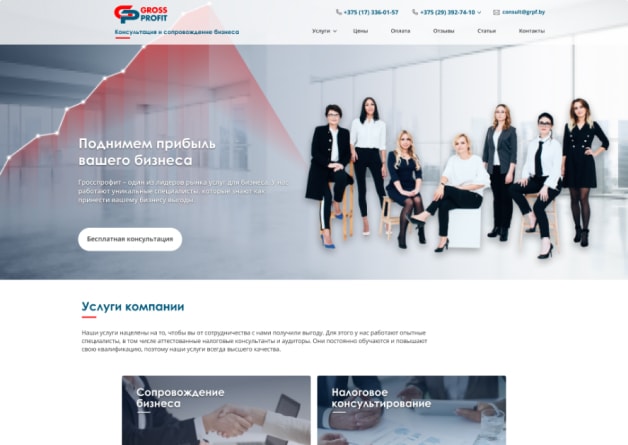 GROSS
PROFIT
Консультация и сопровождение бизнеса
+375 (17) 336-01-57
+375 (29) 392-74-10
consult@grpf.by
Услуги
Цены
Оплата
Отзывы
Статьи
Контакты
Поднимем прибыль
вашего бизнеса
Гросспрофит – один из лидеров рынка услуг для бизнеса. У нас
работают уникальные специалисты, которые знают как
принести вашему бизнесу выгоды.
Бесплатная консультация
Услуги компании
Наши услуги нацелены на то, чтобы вы от сотрудничества с нами получили выгоду. Для этого у нас работают опытные
специалисты, в том числе аттестованные налоговые консультанты и аудиторы. Они постоянно обучаются и повышают
свою квалификацию, поэтому наши услуги всегда высшего качества.
Сопровождение
бизнеса
Налоговое
консультирование